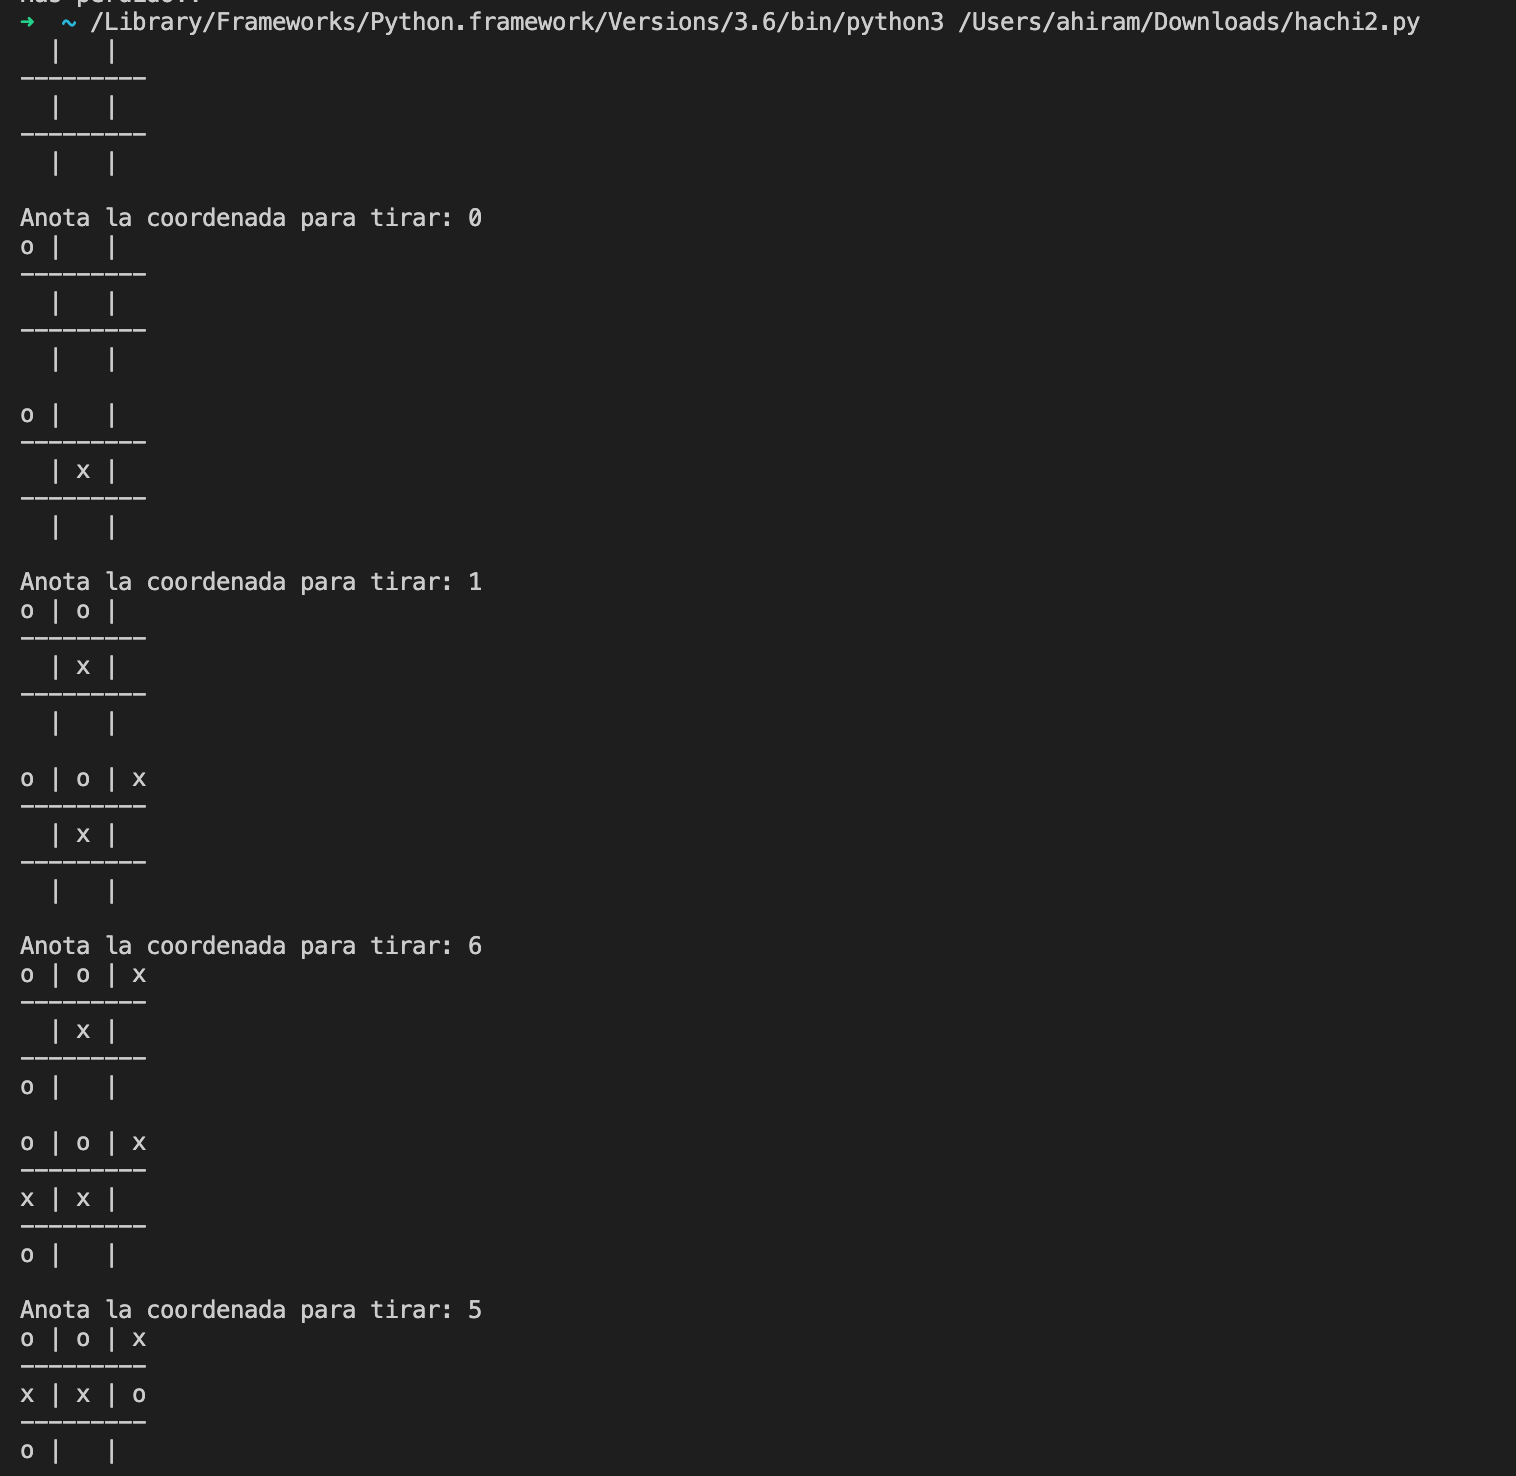 Has perdido!!
➜  ~ /Library/Frameworks/Python.framework/Versions/3.6/bin/python3 /Users/ahiram/Downloads/hachi2.py
  |   |
---------
  |   |
---------
  |   |

Anota la coordenada para tirar: 0
o |   |
---------
  |   |
---------
  |   |

o |   |
---------
  | x |
---------
  |   |

Anota la coordenada para tirar: 1
o | o |
---------
  | x |
---------
  |   |

o | o | x
---------
  | x |
---------
  |   |

Anota la coordenada para tirar: 6
o | o | x
---------
  | x |
---------
o |   |

o | o | x
---------
x | x |
---------
o |   |

Anota la coordenada para tirar: 5
o | o | x
---------
x | x | o
---------
o |   |